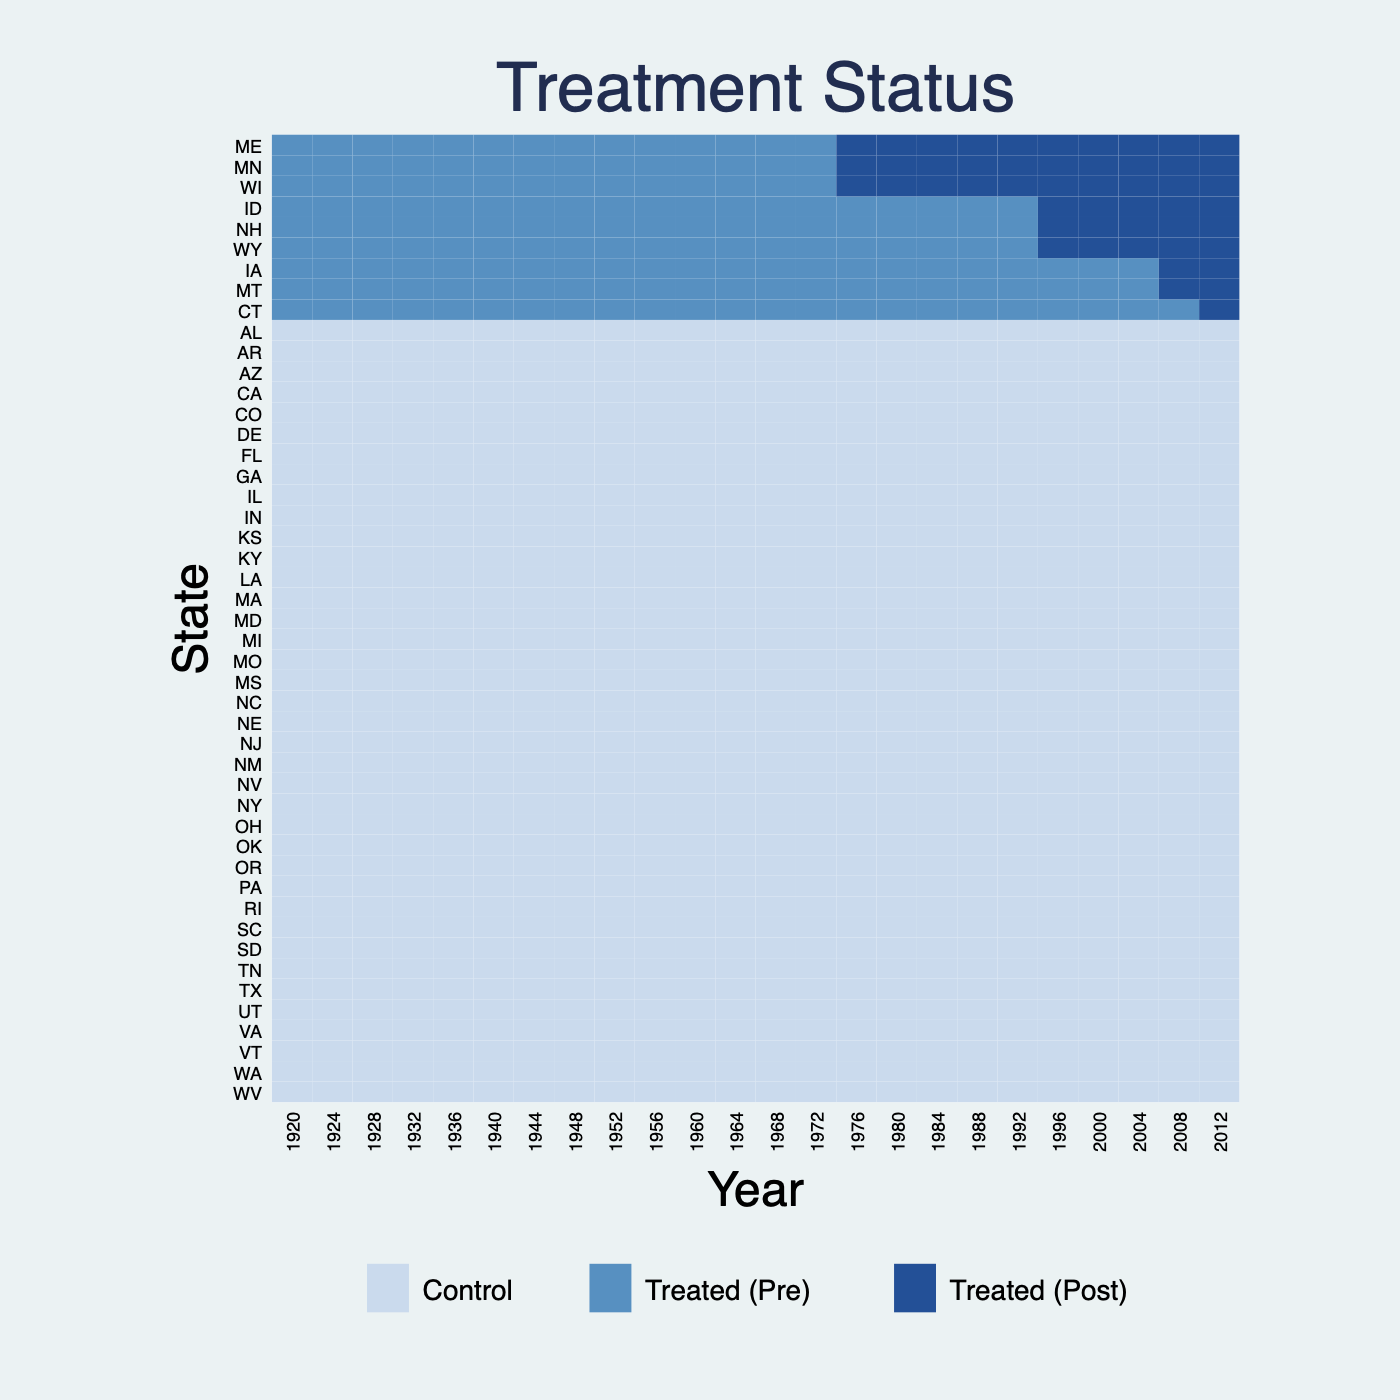 Treatment Status
ME
MN
WI
ID
NH
WY
IA
MT
CT
AL
AR
AZ
CA
CO
DE
FL
GA
IL
IN
KS
KY
LA
MA
MD
MI
MO
MS
NC
NE
NJ
NM
NV
NY
OH
OK
OR
PA
RI
SC
SD
TN
TX
UT
VA
VT
WA
WV
State
1920 1924 1928 1932 1936 1940 1944 1948 1952 1956 1960 1964 1968 1972 1976 1980 1984 1988 1992 1996 2000 2004 2008 2012
Year
Control Treated (Pre) Treated (Post)